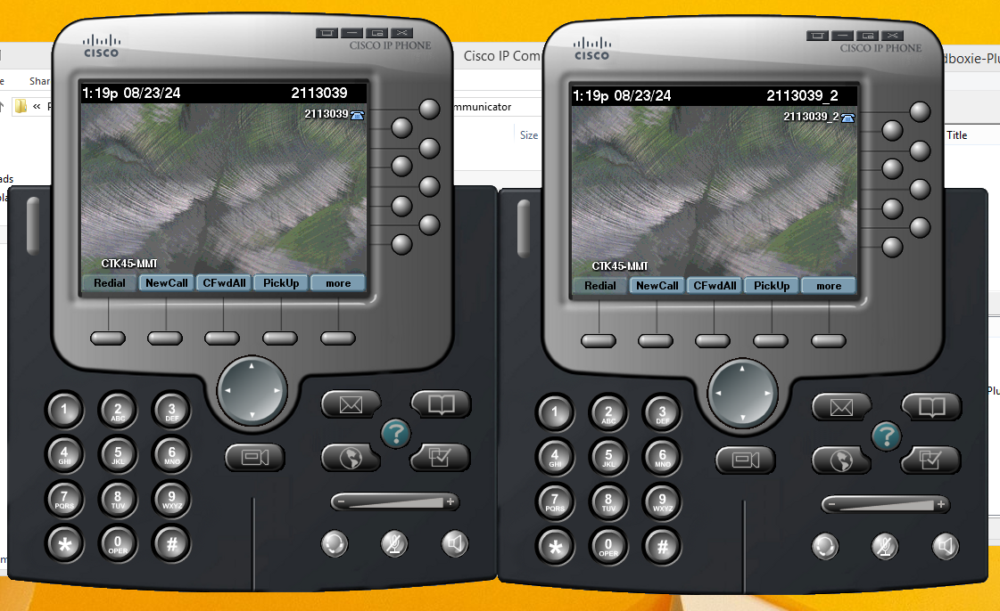 CISCO
CISCO IP PHONE
1:19p 08/23/24 2113039
2113039
CTK45-MMT
Redial NewCall CFwdAll PickUp more
1
2 ABC
3 DEF
4 GHI
5 JKL
6 MNO
7 PQRS
8 TUV
9 WXYZ
*
0 OPER
#
?
- +
Cisco IP Com
Shar
«
mmunicator
Size
ads
CISCO
CISCO IP PHONE
1:19p 08/23/24 2113039_2
2113039_2
CTK45-MMT
Redial NewCall CFwdAll PickUp more
1
2 ABC
3 DEF
4 GHI
5 JKL
6 MNO
7 PQRS
8 TUV
9 WXYZ
*
0 OPER
#
?
- +
dboxie-Plu
Title
Plu